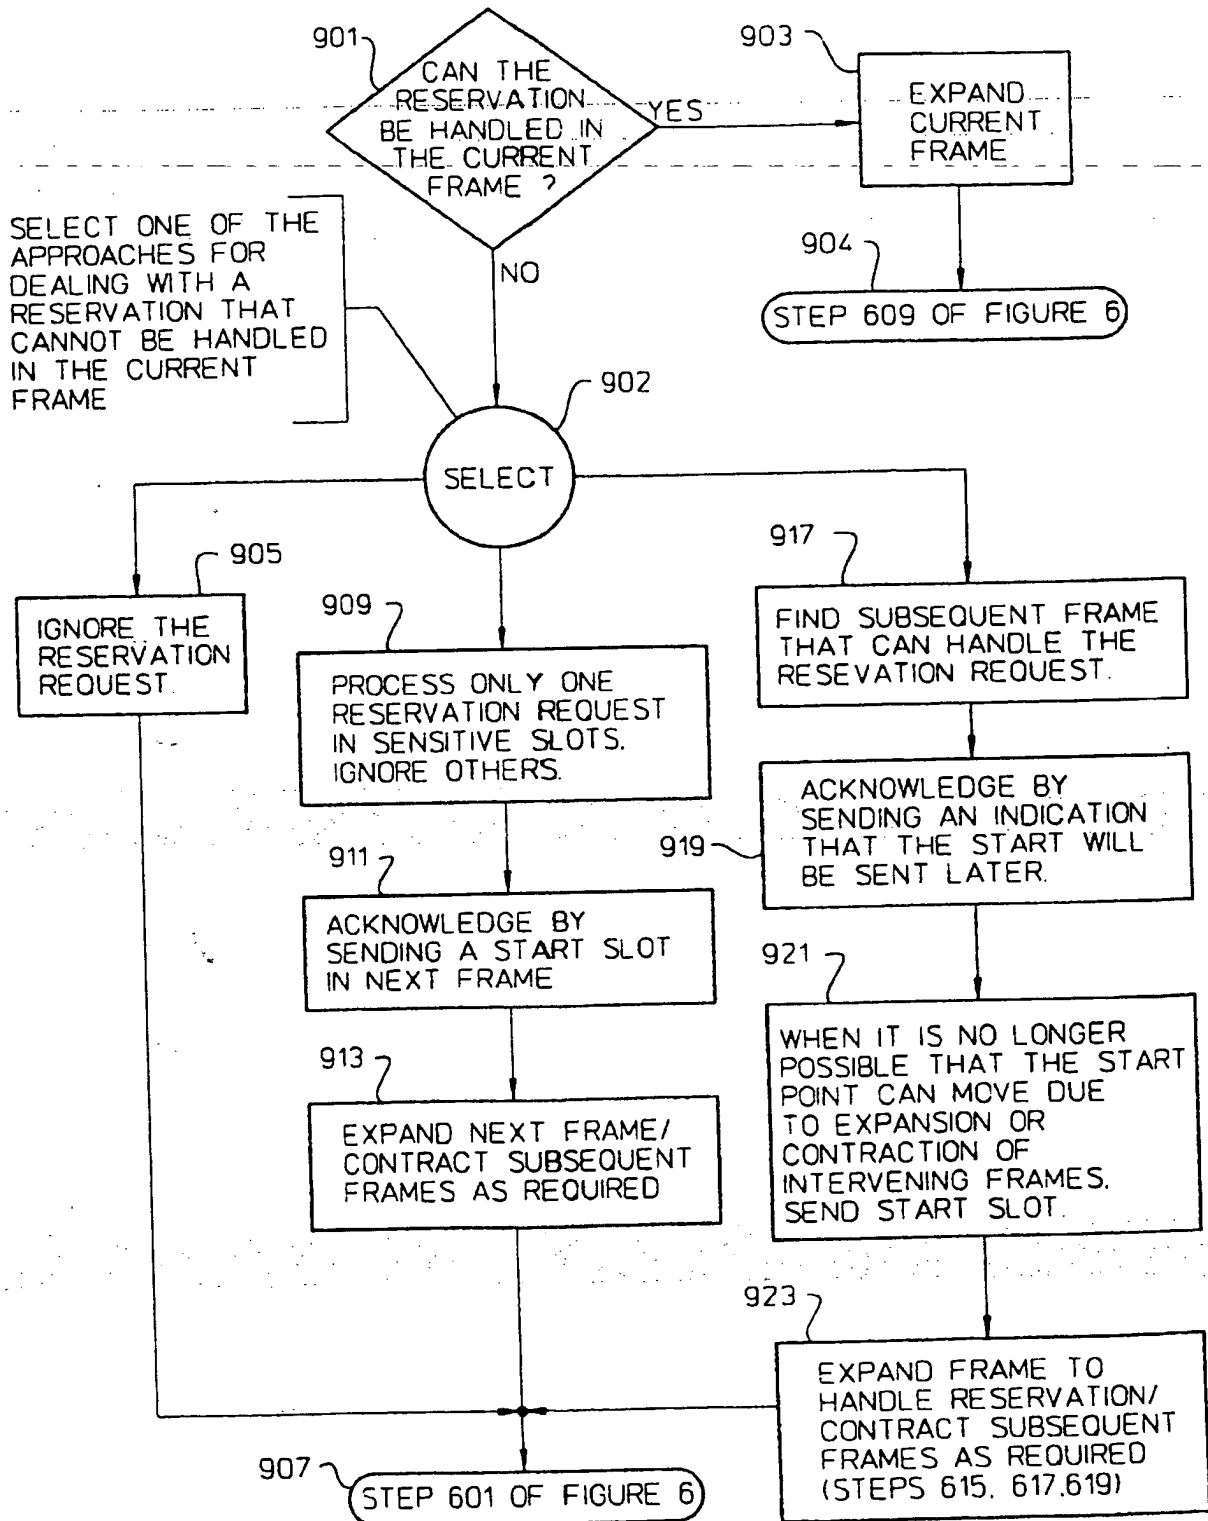 901
CAN THE
RESERVATION
BE HANDLED IN
THE CURRENT
FRAME ?
YES
903
EXPAND
CURRENT
FRAME
904
STEP 609 OF FIGURE 6
NO
SELECT ONE OF THE
APPROACHES FOR
DEALING WITH A
RESERVATION THAT
CANNOT BE HANDLED
IN THE CURRENT
FRAME
902
SELECT
905
IGNORE THE
RESERVATION
REQUEST.
909
PROCESS ONLY ONE
RESERVATION REQUEST
IN SENSITIVE SLOTS.
IGNORE OTHERS.
911
ACKNOWLEDGE BY
SENDING A START SLOT
IN NEXT FRAME
913
EXPAND NEXT FRAME/
CONTRACT SUBSEQUENT
FRAMES AS REQUIRED
917
FIND SUBSEQUENT FRAME
THAT CAN HANDLE THE
RESEVATION REQUEST.
919
ACKNOWLEDGE BY
SENDING AN INDICATION
THAT THE START WILL
BE SENT LATER.
921
WHEN IT IS NO LONGER
POSSIBLE THAT THE START
POINT CAN MOVE DUE
TO EXPANSION OR
CONTRACTION OF
INTERVENING FRAMES.
SEND START SLOT.
923
EXPAND FRAME TO
HANDLE RESERVATION/
CONTRACT SUBSEQUENT
FRAMES AS REQUIRED
(STEPS 615. 617.619)
907
STEP 601 OF FIGURE 6